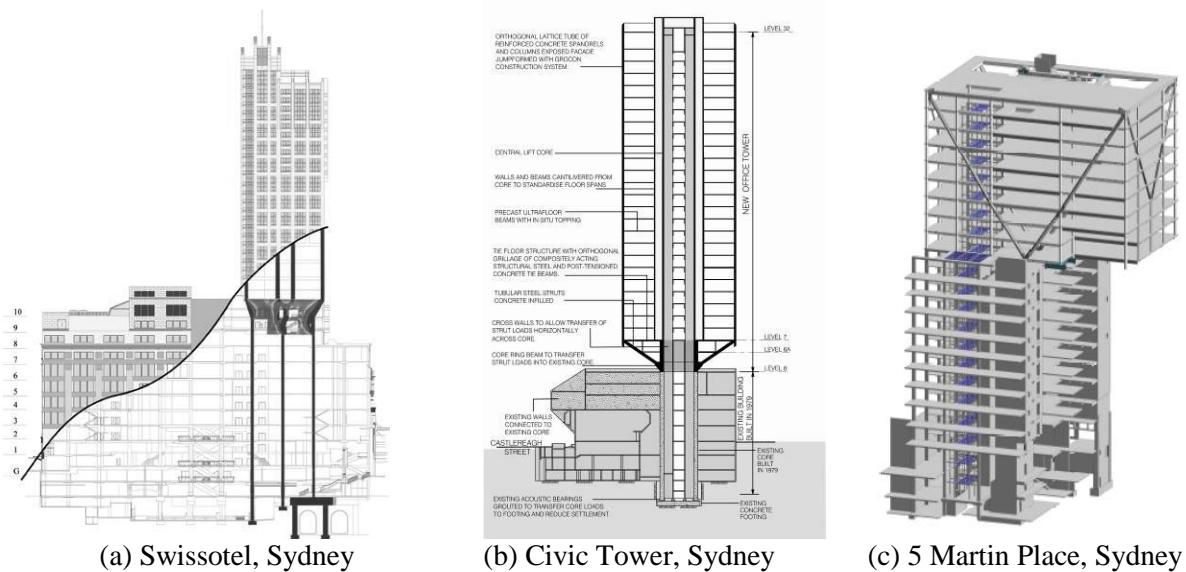 10
9
8
7
6
5
4
3
2
1
G
ORTHOGONAL LATTICE TUBE OF
REINFORCED CONCRETE SPANDRELS
AND COLUMNS EXPOSED FACADE
JUMPFORMED WITH GROCON
CONSTRUCTION SYSTEM.
CENTRAL LIFT CORE
WALLS AND BEAMS CANTILIVERED FROM
CORE TO STANDARDISE FLOOR SPANS
PRECAST ULTRAFLOOR
BEAMS WITH IN SITU TOPPING
TIE FLOOR STRUCTURE WITH ORTHOGONAL
GRILLAGE OF COMPOSITELY ACTING
STRUCTURAL STEEL AND POST-TENSIONED
CONCRETE TIE BEAMS.
TUBULAR STEEL STRUTS
CONCRETE INFILLED
CROSS WALLS TO ALLOW TRANSFER OF
STRUT LOADS HORIZONTALLY
ACROSS CORE.
CORE RING BEAM TO TRANSFER
STRUT LOADS INTO EXISTING CORE.
EXISTING WALLS
CONNECTED TO
EXISTING CORE
CASTLEREAGH
STREET
EXISTING ACOUSTIC BEARINGS
GROUTED TO TRANSFER CORE LOADS
TO FOOTING AND REDUCE SETTLEMENT.
LEVEL 32
NEW OFFICE TOWER
LEVEL 7
LEVEL 6A
LEVEL 6
EXISTING BUILDING
BUILT IN 1979
EXISTING
CORE
BUILT
IN 1979
EXISTING
CONCRETE
FOOTING
(a) Swissotel, Sydney
(b) Civic Tower, Sydney
(c) 5 Martin Place, Sydney